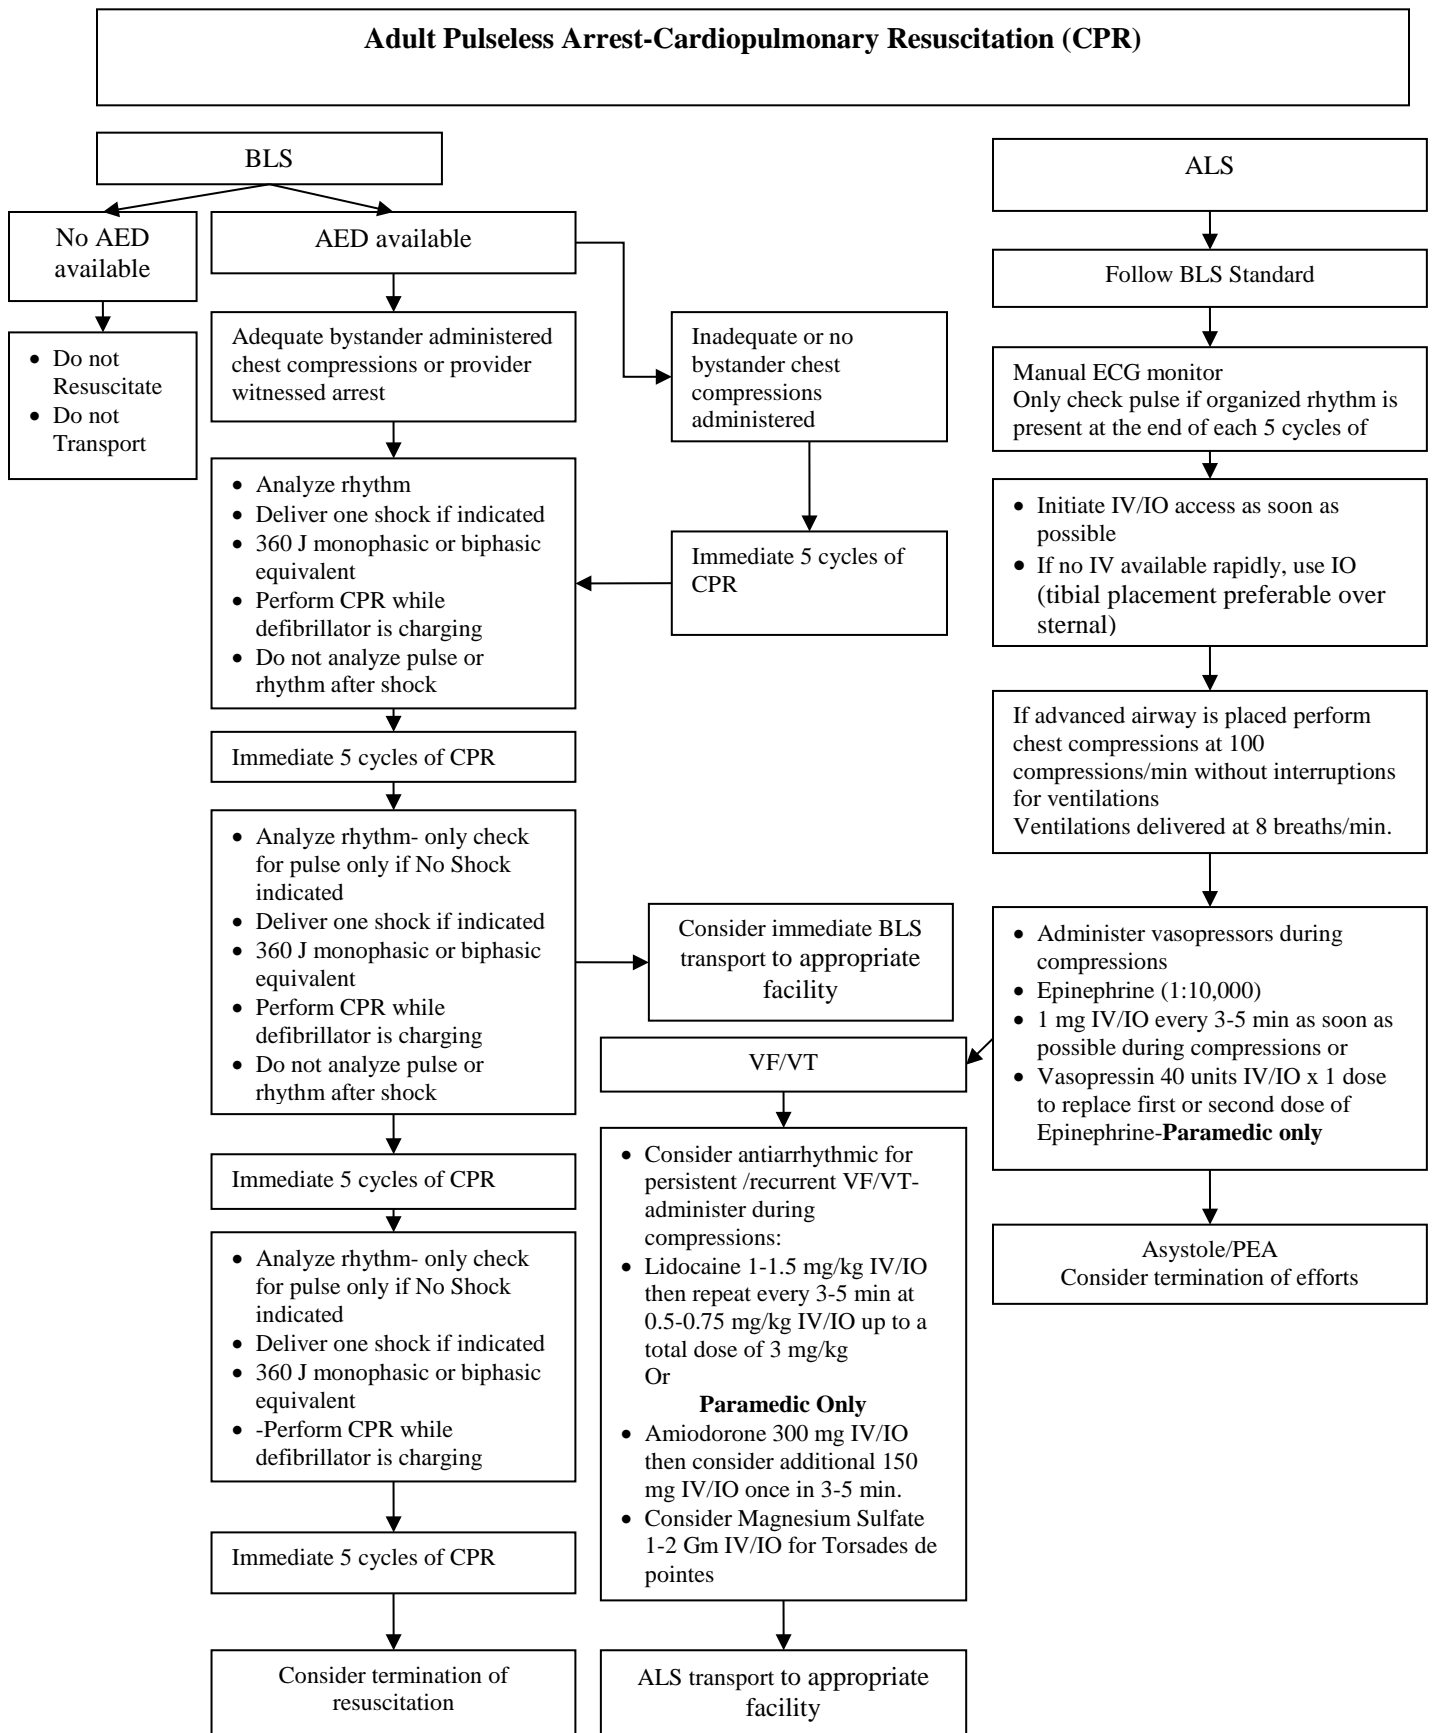 Adult Pulseless Arrest-Cardiopulmonary Resuscitation (CPR)
BLS
No AED
available
• Do not
Resuscitate
• Do not
Transport
AED available
Adequate bystander administered
chest compressions or provider
witnessed arrest
Inadequate or no
bystander chest
compressions
administered
Immediate 5 cycles of
CPR
• Analyze rhythm
• Deliver one shock if indicated
• 360 J monophasic or biphasic
equivalent
• Perform CPR while
defibrillator is charging
• Do not analyze pulse or
rhythm after shock
Immediate 5 cycles of CPR
• Analyze rhythm- only check
for pulse only if No Shock
indicated
• Deliver one shock if indicated
• 360 J monophasic or biphasic
equivalent
• Perform CPR while
defibrillator is charging
• Do not analyze pulse or
rhythm after shock
Consider immediate BLS
transport to appropriate
facility
Immediate 5 cycles of CPR
• Analyze rhythm- only check
for pulse only if No Shock
indicated
• Deliver one shock if indicated
• 360 J monophasic or biphasic
equivalent
• -Perform CPR while
defibrillator is charging
Immediate 5 cycles of CPR
Consider termination of
resuscitation
ALS
Follow BLS Standard
Manual ECG monitor
Only check pulse if organized rhythm is
present at the end of each 5 cycles of
• Initiate IV/IO access as soon as
possible
• If no IV available rapidly, use IO
(tibial placement preferable over
sternal)
If advanced airway is placed perform
chest compressions at 100
compressions/min without interruptions
for ventilations
Ventilations delivered at 8 breaths/min.
• Administer vasopressors during
compressions
• Epinephrine (1:10,000)
• 1 mg IV/IO every 3-5 min as soon as
possible during compressions or
• Vasopressin 40 units IV/IO x 1 dose
to replace first or second dose of
Epinephrine-Paramedic only
Asystole/PEA
Consider termination of efforts
VF/VT
• Consider antiarrhythmic for
persistent /recurrent VF/VT-
administer during
compressions:
• Lidocaine 1-1.5 mg/kg IV/IO
then repeat every 3-5 min at
0.5-0.75 mg/kg IV/IO up to a
total dose of 3 mg/kg
Or
Paramedic Only
• Amiodorone 300 mg IV/IO
then consider additional 150
mg IV/IO once in 3-5 min.
• Consider Magnesium Sulfate
1-2 Gm IV/IO for Torsades de
pointes
ALS transport to appropriate
facility